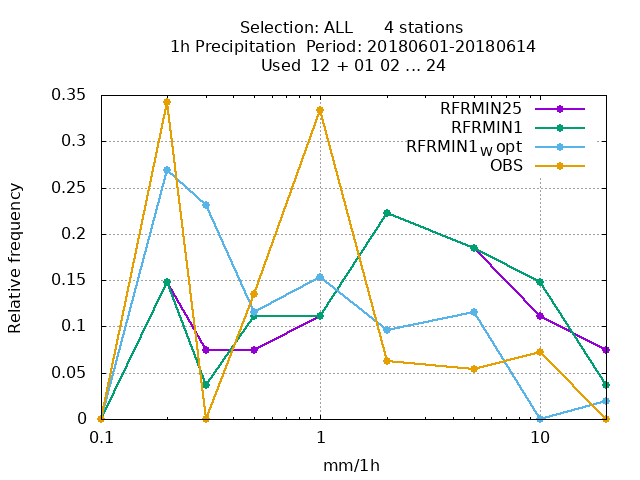 Selection: ALL 4 stations
1h Precipitation Period: 20180601-20180614
Used 12 + 01 02 ... 24
RFRMIN25
RFRMIN1
RFRMIN1W opt
OBS
Relative frequency
0.35
0.3
0.25
0.2
0.15
0.1
0.05
0
0.1 1 10
mm/1h